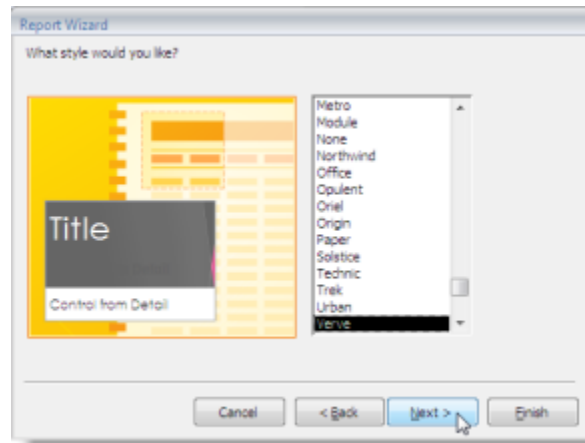 Report Wizard
What style would you like?
Metro
Module
None
Northwind
Office
Opulent
Oriel
Origin
Paper
Solstice
Technic
Trek
Urban
Verve
Title
Control from Detail
Cancel
< Back
Next >
Finish